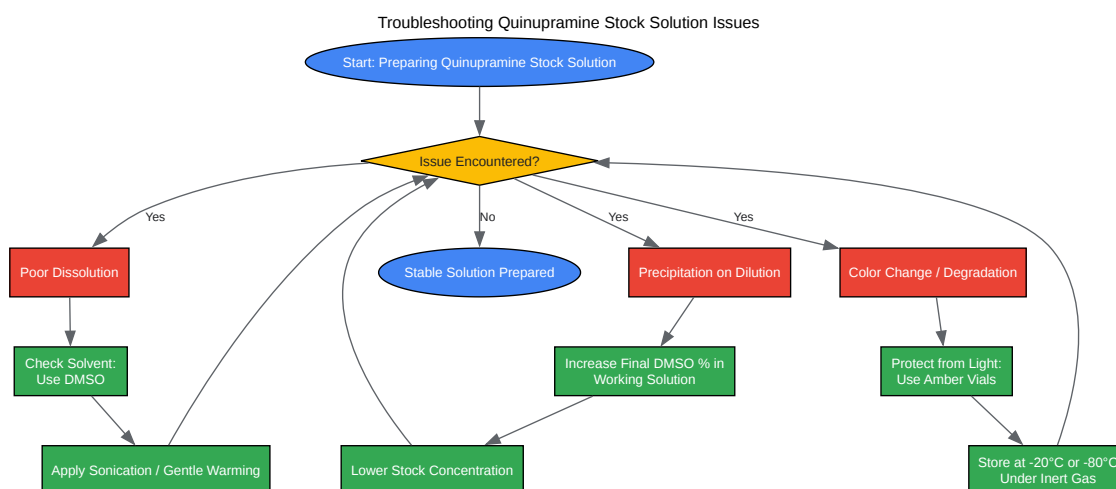 Troubleshooting Quinupramine Stock Solution Issues
Start: Preparing Quinupramine Stock Solution
Issue Encountered?
Yes
No
Yes
Yes
Poor Dissolution
Stable Solution Prepared
Precipitation on Dilution
Color Change / Degradation
Check Solvent:
Use DMSO
Increase Final DMSO % in
Working Solution
Protect from Light:
Use Amber Vials
Apply Sonication / Gentle Warming
Lower Stock Concentration
Store at -20°C or -80°C
Under Inert Gas